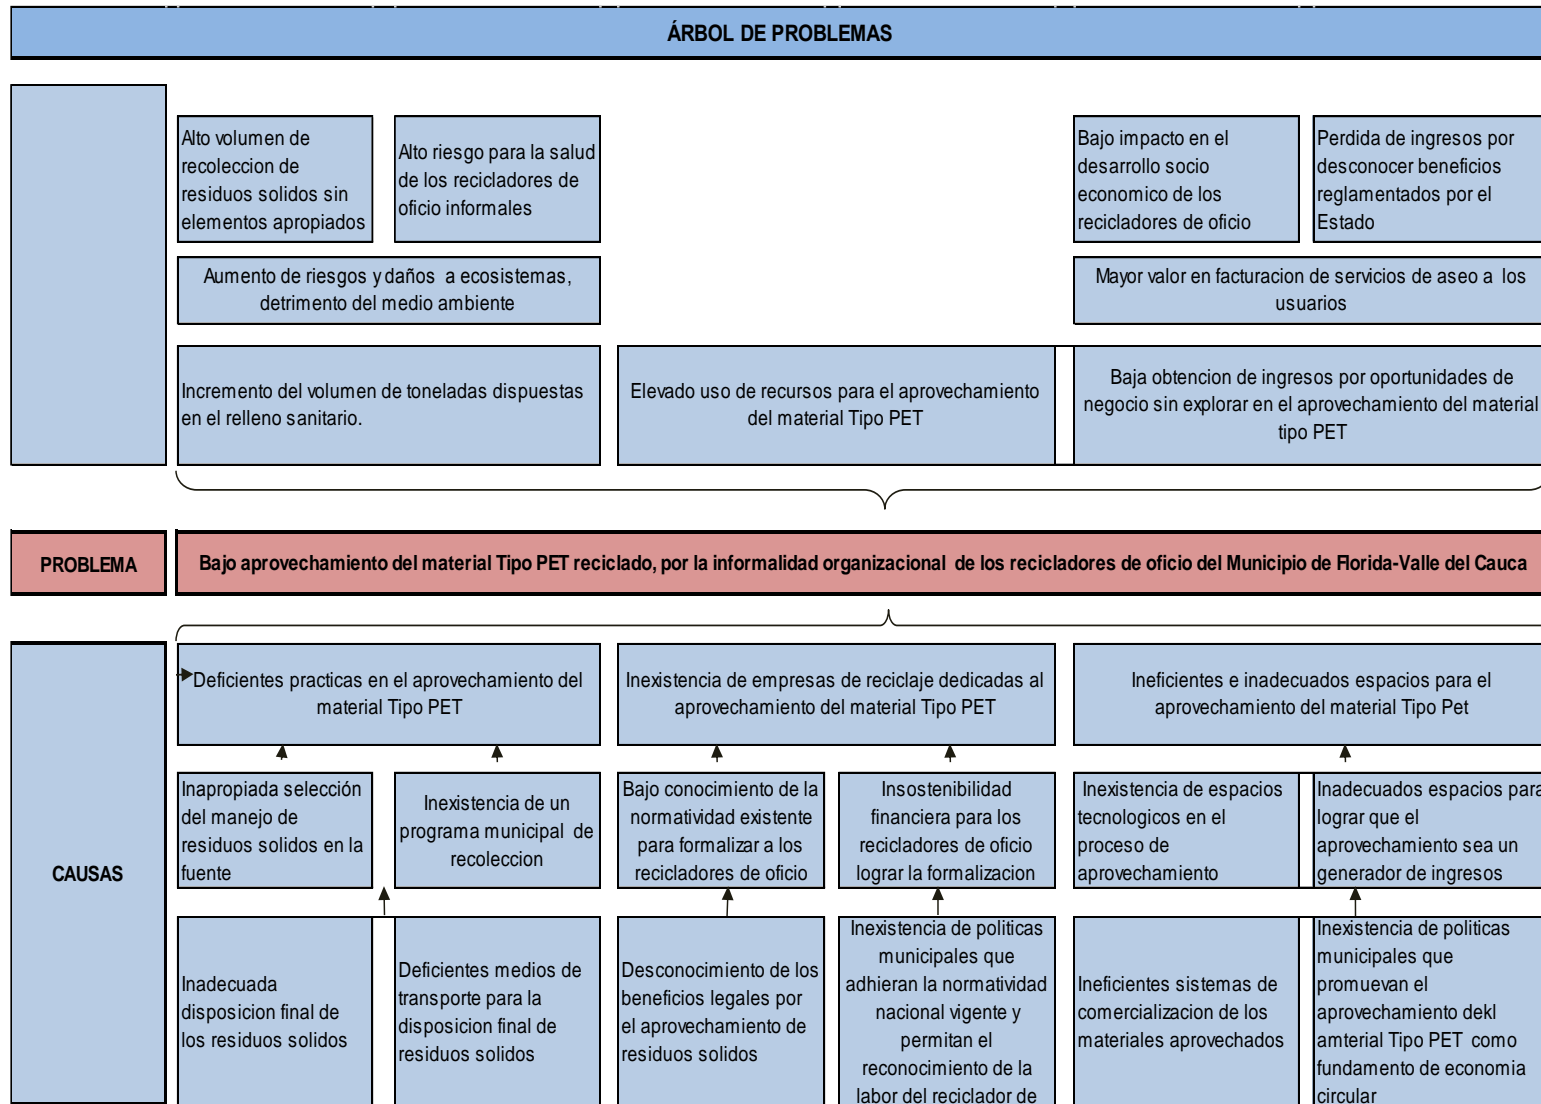 ÁRBOL DE PROBLEMAS
Alto volumen de
recoleccion de
residuos solidos sin
elementos apropiados
Alto riesgo para la salud
de los recicladores de
oficio informales
Bajo impacto en el
desarrollo socio
economico de los
recicladores de oficio
Perdida de ingresos por
desconocer beneficios
reglamentados por el
Estado
Aumento de riesgos y daños a ecosistemas,
detrimento del medio ambiente
Mayor valor en facturacion de servicios de aseo a los
usuarios
Incremento del volumen de toneladas dispuestas
en el relleno sanitario.
Elevado uso de recursos para el aprovechamiento
del material Tipo PET
Baja obtencion de ingresos por oportunidades de
negocio sin explorar en el aprovechamiento del material
tipo PET
PROBLEMA
Bajo aprovechamiento del material Tipo PET reciclado, por la informalidad organizacional de los recicladores de oficio del Municipio de Florida-Valle del Cauca
CAUSAS
Deficientes practicas en el aprovechamiento del
material Tipo PET
Inexistencia de empresas de reciclaje dedicadas al
aprovechamiento del material Tipo PET
Ineficientes e inadecuados espacios para el
aprovechamiento del material Tipo Pet
Inapropiada selección
del manejo de
residuos solidos en la
fuente
Inexistencia de un
programa municipal de
recoleccion
Bajo conocimiento de la
normatividad existente
para formalizar a los
recicladores de oficio
Insostenibilidad
financiera para los
recicladores de oficio
lograr la formalizacion
Inexistencia de espacios
tecnologicos en el
proceso de
aprovechamiento
Inadecuados espacios para
lograr que el
aprovechamiento sea un
generador de ingresos
Inadecuada
disposicion final de
los residuos solidos
Deficientes medios de
transporte para la
disposicion final de
residuos solidos
Desconocimiento de los
beneficios legales por
el aprovechamiento de
residuos solidos
Inexistencia de politicas
municipales que
adhieran la normatividad
nacional vigente y
permitan el
reconocimiento de la
labor del reciclador de
Ineficientes sistemas de
comercializacion de los
materiales aprovechados
Inexistencia de politicas
municipales que
promuevan el
aprovechamiento dekl
amterial Tipo PET como
fundamento de economia
circular